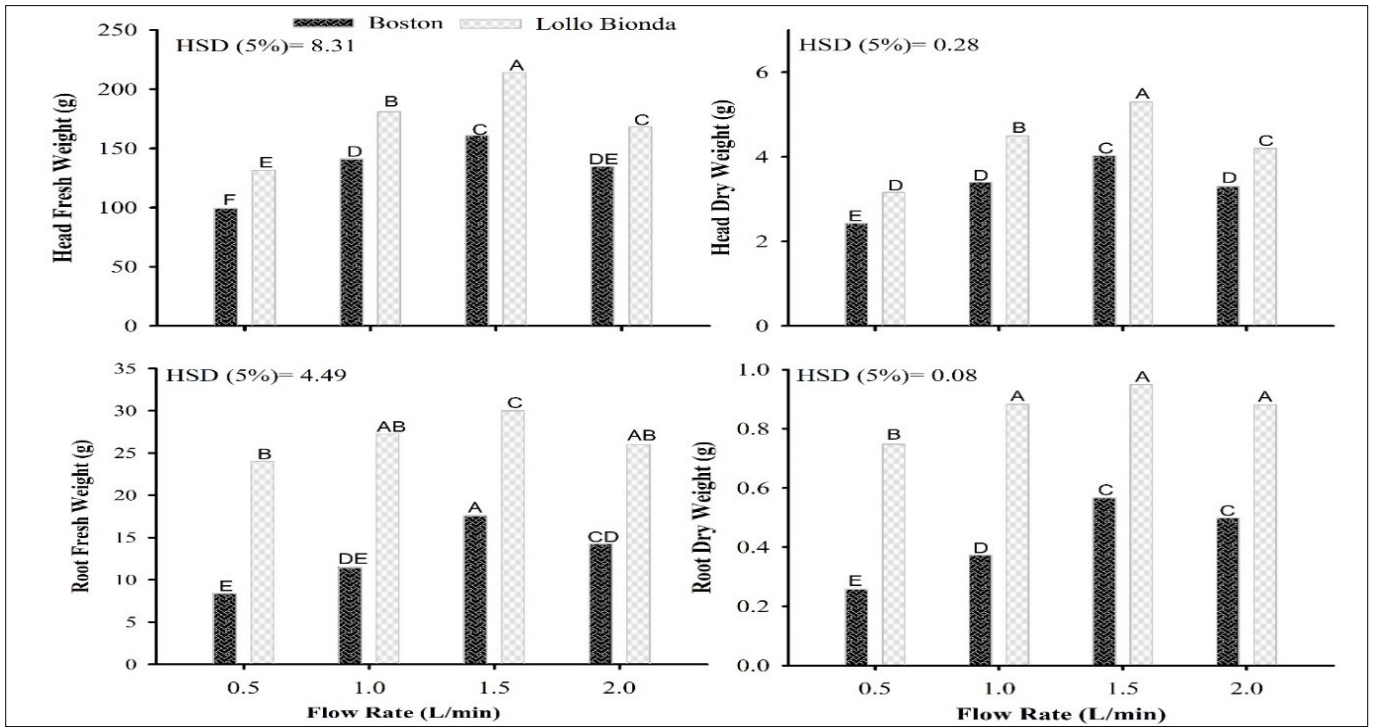 Boston Lollo Bionda
HSD (5%)= 8.31
Head Fresh Weight (g)
250
200
150
100
50
0
F E D B C A DE C
HSD (5%)= 0.28
Head Dry Weight (g)
6
4
2
0
E D D B C A D C
HSD (5%)= 4.49
Root Fresh Weight (g)
35
30
25
20
15
10
5
0
E B DE AB A C CD AB
0.5 1.0 1.5 2.0
Flow Rate (L/min)
HSD (5%)= 0.08
Root Dry Weight (g)
1.0
0.8
0.6
0.4
0.2
0.0
E B D A C A C A
0.5 1.0 1.5 2.0
Flow Rate (L/min)